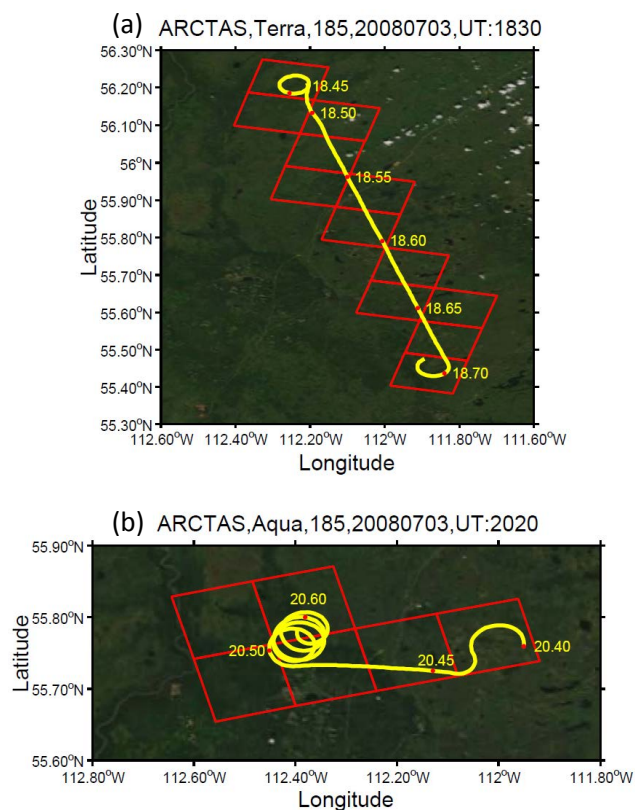 (a) ARCTAS,Terra,185,20080703,UT:1830
56.30°N
56.20°N
56.10°N
56°N
55.90°N
55.80°N
55.70°N
55.60°N
55.50°N
55.40°N
55.30°N
Latitude
18.45
18.50
18.55
18.60
18.65
18.70
112.60°W 112.40°W 112.20°W 112°W 111.80°W 111.60°W
Longitude
(b) ARCTAS,Aqua,185,20080703,UT:2020
55.90°N
55.80°N
55.70°N
55.60°N
Latitude
20.60
20.50
20.45
20.40
112.80°W 112.60°W 112.40°W 112.20°W 112°W 111.80°W
Longitude